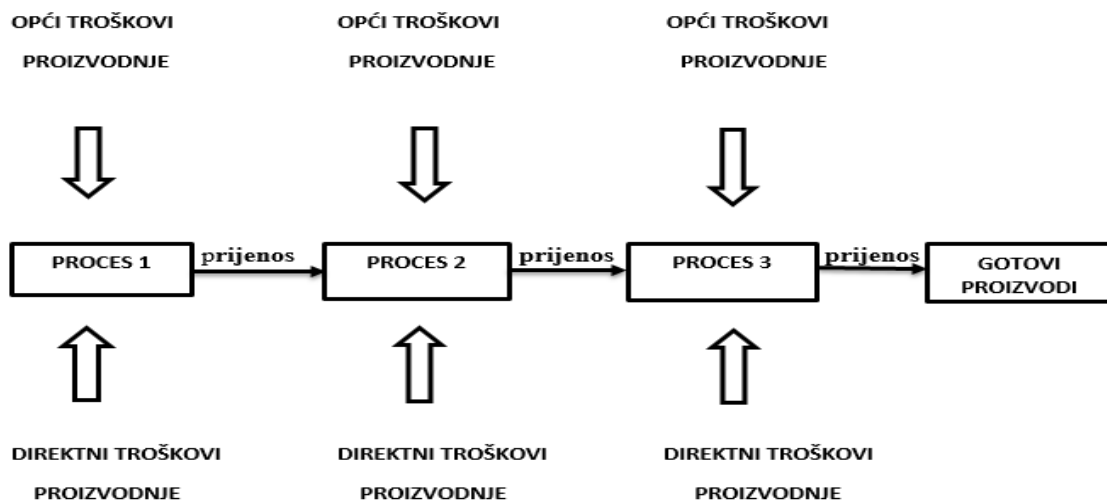 OPĆI TROŠKOVI
PROIZVODNJE
OPĆI TROŠKOVI
PROIZVODNJE
OPĆI TROŠKOVI
PROIZVODNJE
PROCES 1
prijenos
PROCES 2
prijenos
PROCES 3
prijenos
GOTOVI
PROIZVODI
DIREKTNI TROŠKOVI
PROIZVODNJE
DIREKTNI TROŠKOVI
PROIZVODNJE
DIREKTNI TROŠKOVI
PROIZVODNJE